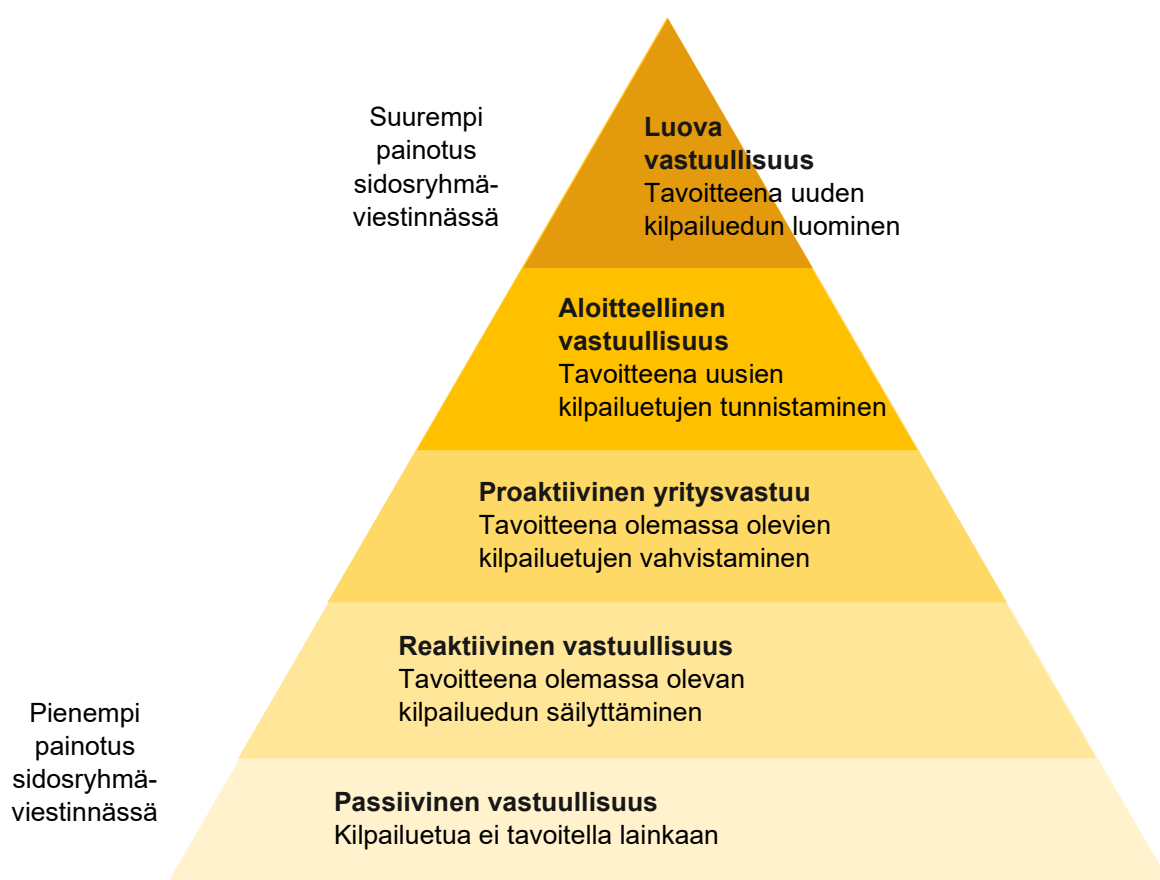 Suurempi
painotus
sidosryhmä-
viestinnässä
Luova
vastuullisuus
Tavoitteena uuden
kilpailuedun luominen
Aloitteellinen
vastuullisuus
Tavoitteena uusien
kilpailuetujen tunnistaminen
Proaktiivinen yritysvastuu
Tavoitteena olemassa olevien
kilpailuetujen vahvistaminen
Reaktiivinen vastuullisuus
Tavoitteena olemassa olevan
kilpailuedun säilyttäminen
Pienempi
painotus
sidosryhmä-
viestinnässä
Passiivinen vastuullisuus
Kilpailuetua ei tavoitella lainkaan